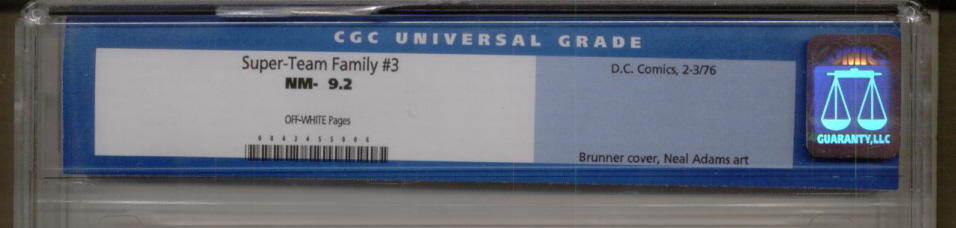 CGC UNIVERSAL GRADE
Super-Team Family #3
NM- 9.2
OFF-WHITE Pages
D.C. Comics, 2-3/76
Brunner cover, Neal Adams art
GUARANTY, LLC